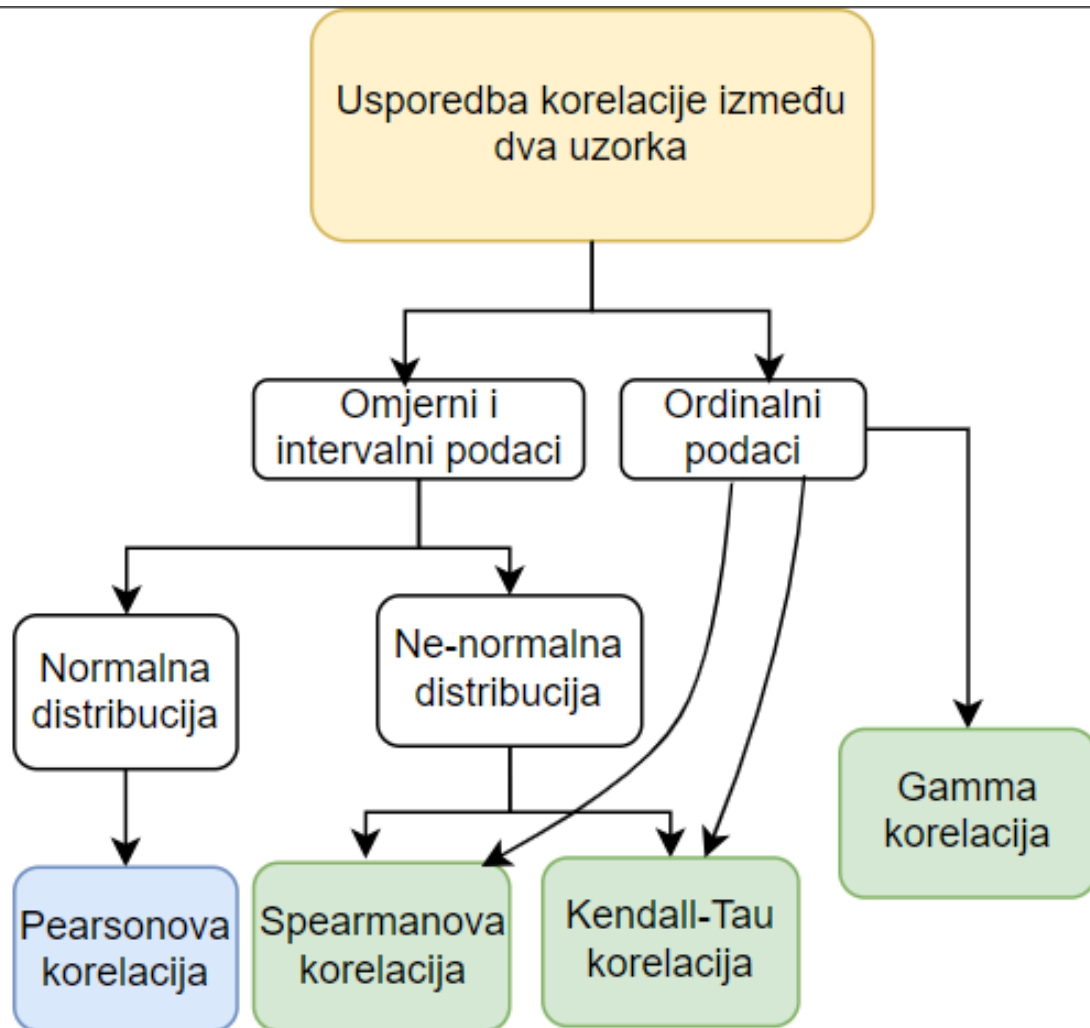 Usporedba korelacije između
dva uzorka
Omjerni i
intervalni podaci
Ordinalni
podaci
Normalna
distribucija
Ne-normalna
distribucija
Gamma
korelacija
Pearsonova
korelacija
Spearmanova
korelacija
Kendall-Tau
korelacija